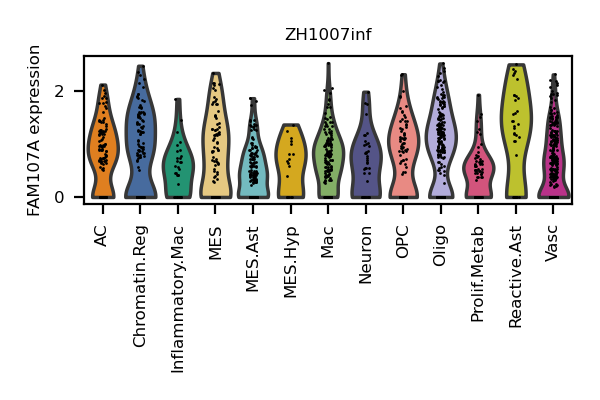 ZH1007inf
FAM107A expression
2
0
AC
Chromatin.Reg
Inflammatory.Mac
MES
MES.Ast
MES.Hyp
Mac
Neuron
OPC
Oligo
Prolif.Metab
Reactive.Ast
Vasc